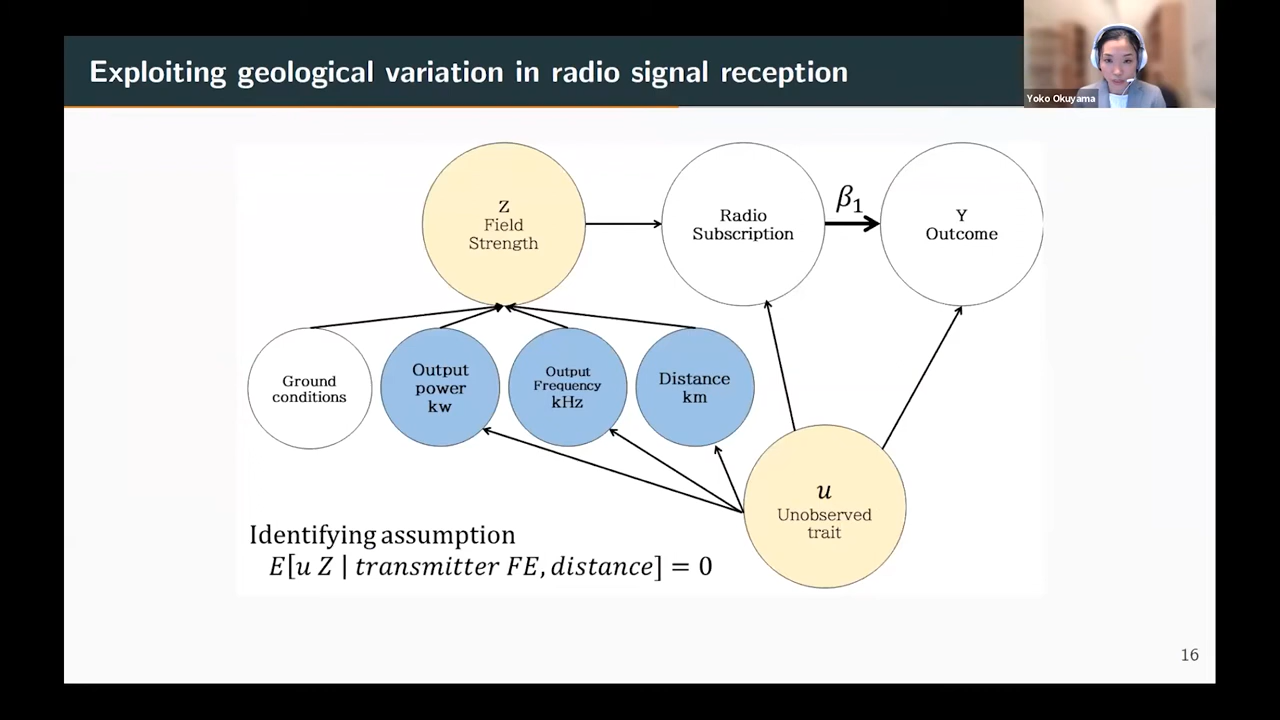 Exploiting geological variation in radio signal reception
Yoko Okuyama
Z
Field
Strength
Radio
Subscription
β₁
Y
Outcome
Ground
conditions
Output
power
kw
Output
Frequency
kHz
Distance
km
u
Unobserved
trait
Identifying assumption
E[u Z | transmitter FE, distance] = 0
16